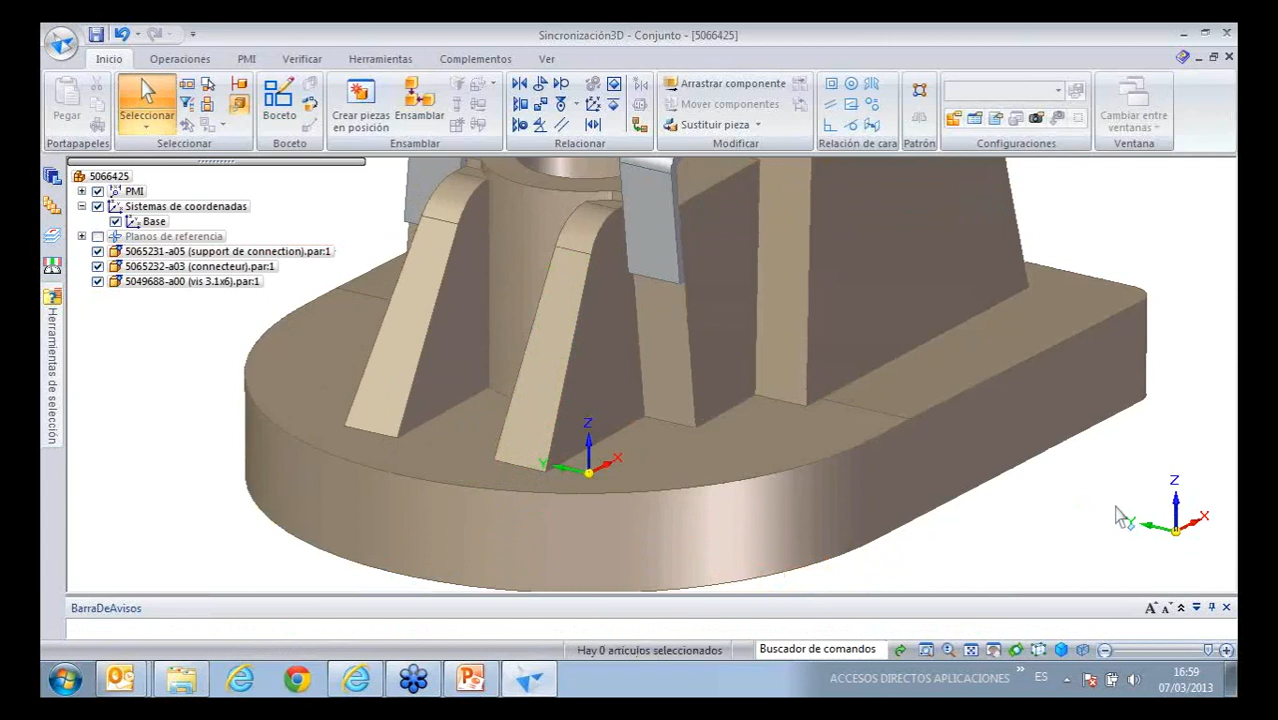 Sincronización3D - Conjunto - [5066425]
Inicio Operaciones PMI Verificar Herramientas Complementos Ver
Pegar Seleccionar Boceto Crear piezas en posición Ensamblar
Arrastrar componente
Mover componentes
Sustituir pieza
Cambiar entre ventanas
Portapapeles Seleccionar Boceto Ensamblar Relacionar Modificar Relación de cara Patrón Configuraciones Ventana
5066425
PMI
Sistemas de coordenadas
Base
Planos de referencia
5065231-a05 (support de connection).par:1
5065232-a03 (connecteur).par:1
5049688-a00 (vis 3.1x6).par:1
Herramientas de selección
Z
Y
X
Z
Y
X
BarraDeAvisos
Hay 0 artículos seleccionados
Buscador de comandos
ACCESOS DIRECTOS APLICACIONES
ES
16:59
07/03/2013